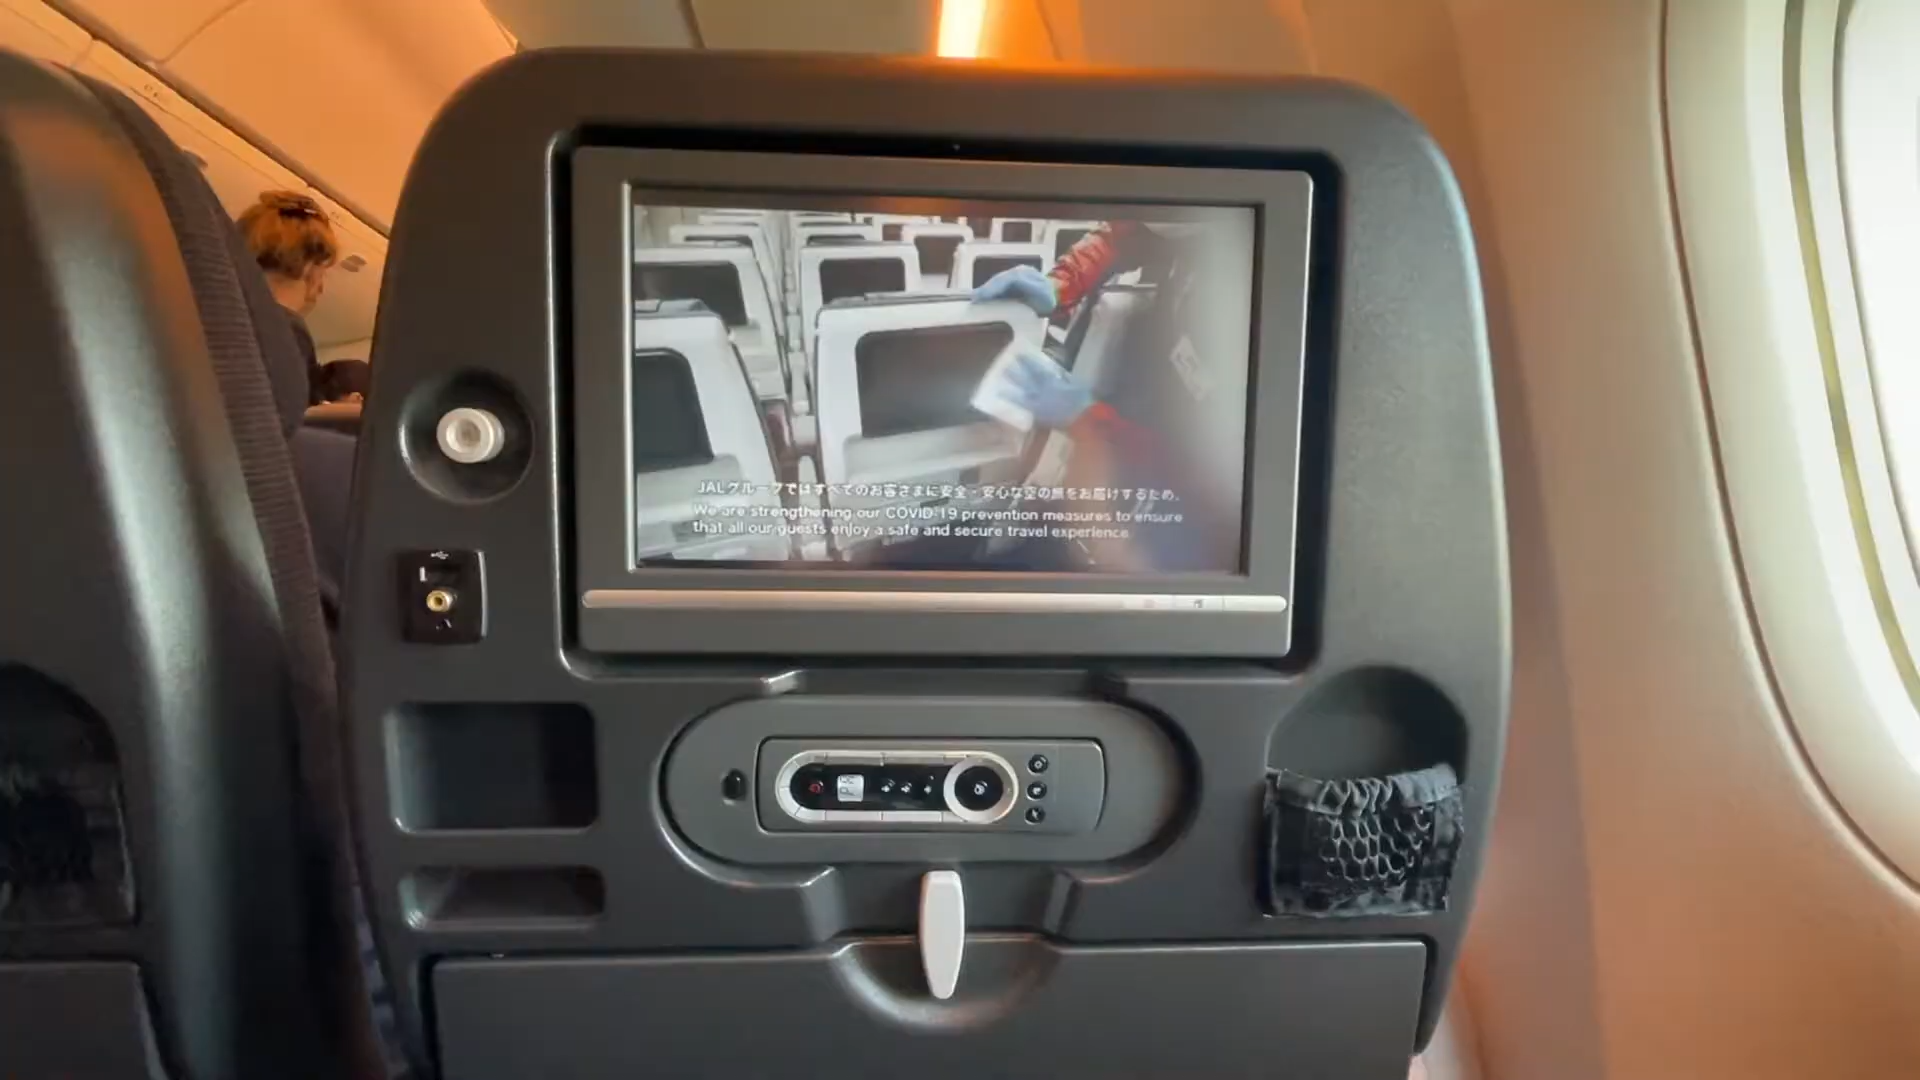 JALグループではすべてのお客さまに安全・安心な空の旅をお届けするため、
We are strengthening our COVID-19 prevention measures to ensure
that all our guests enjoy a safe and secure travel experience.